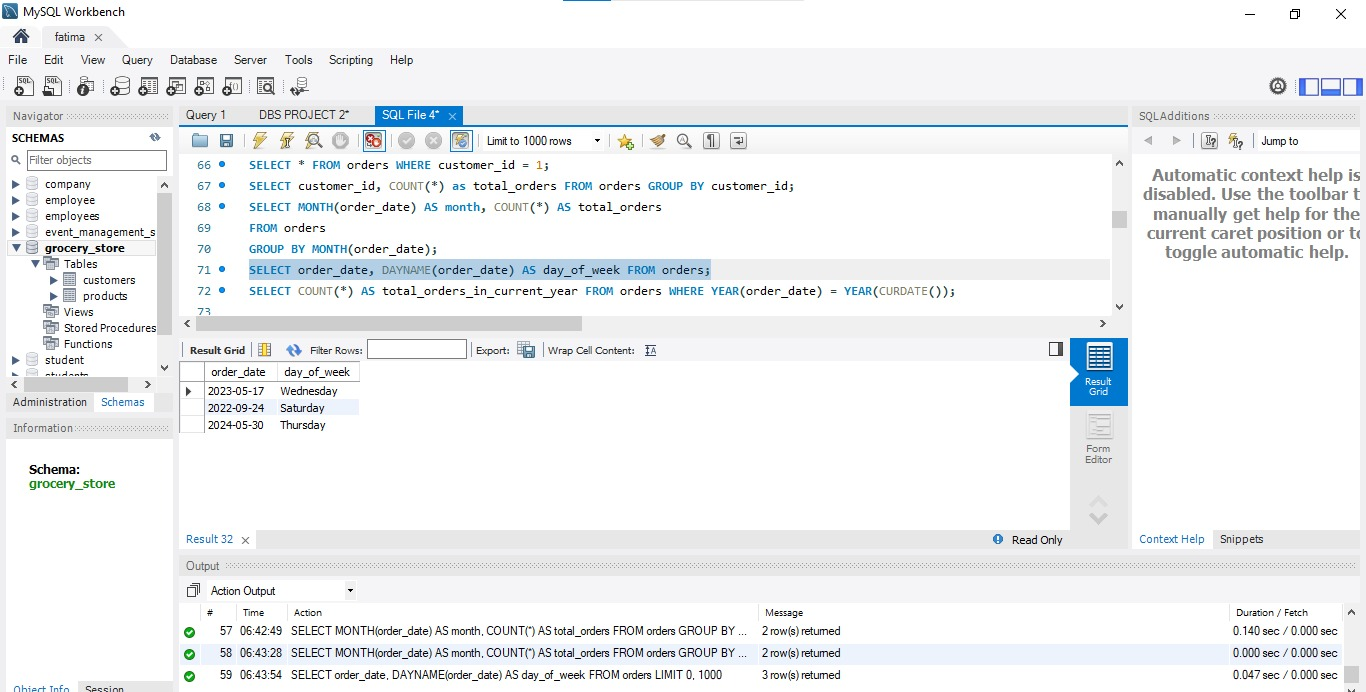 MySQL Workbench
fatima
File Edit View Query Database Server Tools Scripting Help
Navigator
SCHEMAS
Filter objects
company
employee
employees
event_management_s
grocery_store
Tables
customers
products
Views
Stored Procedures
Functions
student
students
Administration Schemas
Information
Schema:
grocery_store
Object Info Session
Query 1 DBS PROJECT 2* SQL File 4*
Limit to 1000 rows
66 SELECT * FROM orders WHERE customer_id = 1;
67 SELECT customer_id, COUNT(*) as total_orders FROM orders GROUP BY customer_id;
68 SELECT MONTH(order_date) AS month, COUNT(*) AS total_orders
69 FROM orders
70 GROUP BY MONTH(order_date);
71 SELECT order_date, DAYNAME(order_date) AS day_of_week FROM orders;
72 SELECT COUNT(*) AS total_orders_in_current_year FROM orders WHERE YEAR(order_date) = YEAR(CURDATE());
73
Result Grid Filter Rows: Export: Wrap Cell Content:
order_date day_of_week
2023-05-17 Wednesday
2022-09-24 Saturday
2024-05-30 Thursday
Result Grid
Form Editor
Result 32 Read Only
SQLAdditions
Jump to
Automatic context help is
disabled. Use the toolbar t
manually get help for the
current caret position or to
toggle automatic help.
Context Help Snippets
Output
Action Output
# Time Action Message Duration / Fetch
57 06:42:49 SELECT MONTH(order_date) AS month, COUNT(*) AS total_orders FROM orders GROUP BY ... 2 row(s) returned 0.140 sec / 0.000 sec
58 06:43:28 SELECT MONTH(order_date) AS month, COUNT(*) AS total_orders FROM orders GROUP BY ... 2 row(s) returned 0.000 sec / 0.000 sec
59 06:43:54 SELECT order_date, DAYNAME(order_date) AS day_of_week FROM orders LIMIT 0, 1000 3 row(s) returned 0.047 sec / 0.000 sec